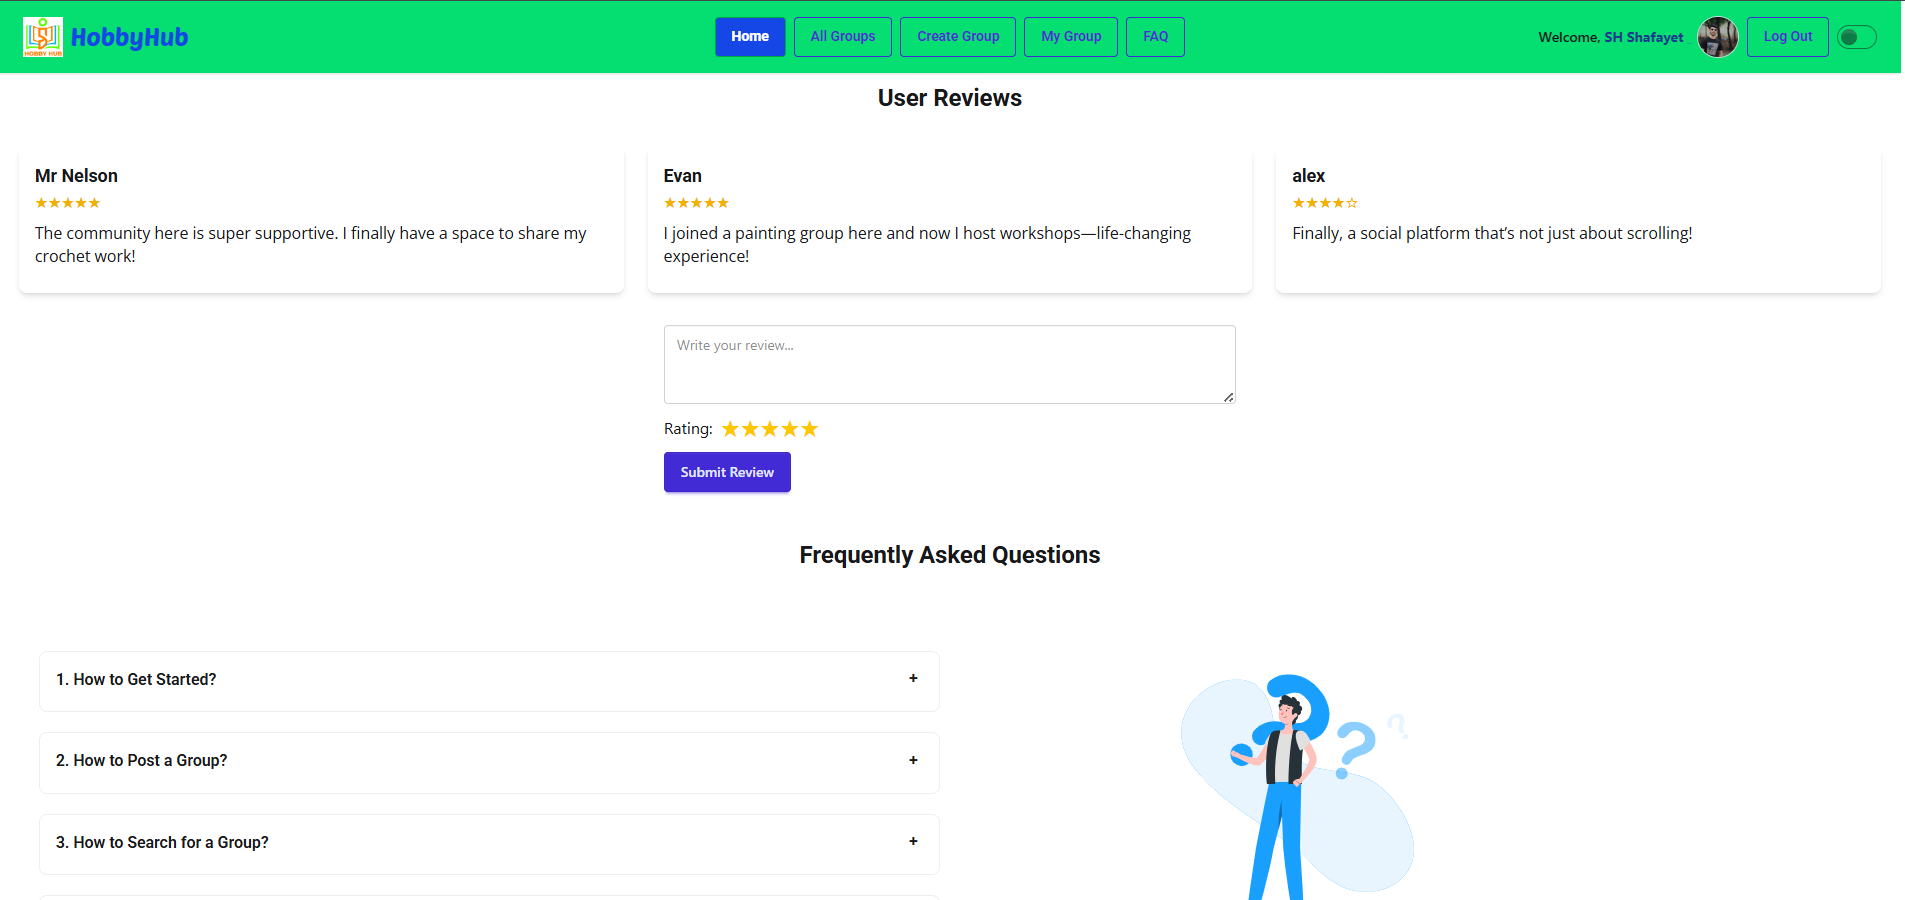 HOBBY HUB
HobbyHub
Home
All Groups
Create Group
My Group
FAQ
Welcome, SH Shafayet
Log Out
User Reviews
Mr Nelson
★★★★★
The community here is super supportive. I finally have a space to share my
crochet work!
Evan
★★★★★
I joined a painting group here and now I host workshops—life-changing
experience!
alex
★★★★☆
Finally, a social platform that’s not just about scrolling!
Write your review...
Rating: ★★★★★
Submit Review
Frequently Asked Questions
1. How to Get Started?
+
2. How to Post a Group?
+
3. How to Search for a Group?
+